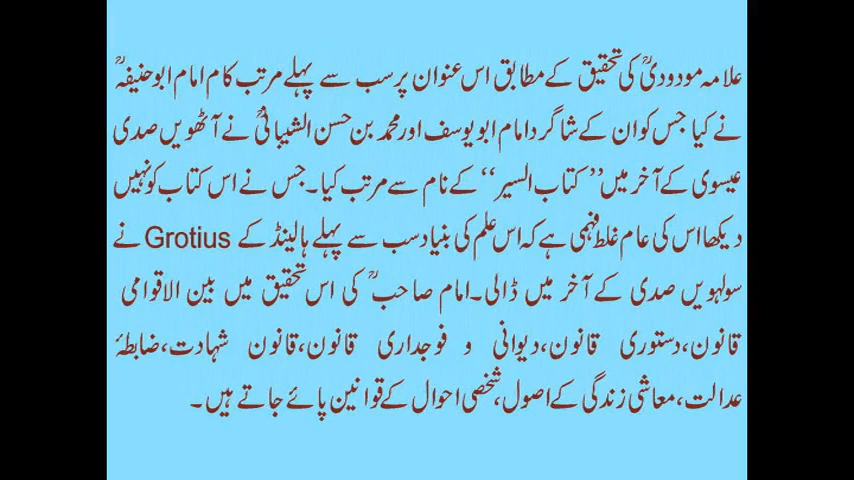 علامہ مودودیؒ کی تحقیق کے مطابق اس عنوان پر سب سے پہلے مرتب کام امام ابو حنیفہؒ
نے کیا جس کو ان کے شاگرد امام ابو یوسف اور محمد بن حسن الشیبانیؒ نے آٹھویں صدی
عیسوی کے آخر میں ’’کتاب السیر‘‘ کے نام سے مرتب کیا۔ جس نے اس کتاب کو نہیں
دیکھا اس کی عام غلط فہمی ہے کہ اس علم کی بنیاد سب سے پہلے ہالینڈ کے Grotius نے
سولہویں صدی کے آخر میں ڈالی۔ امام صاحبؒ کی اس تحقیق میں بین الاقوامی
قانون، دستوری قانون، دیوانی و فوجداری قانون، قانون شہادت، ضابطۂ
عدالت، معاشی زندگی کے اصول، شخصی احوال کے قوانین پائے جاتے ہیں۔